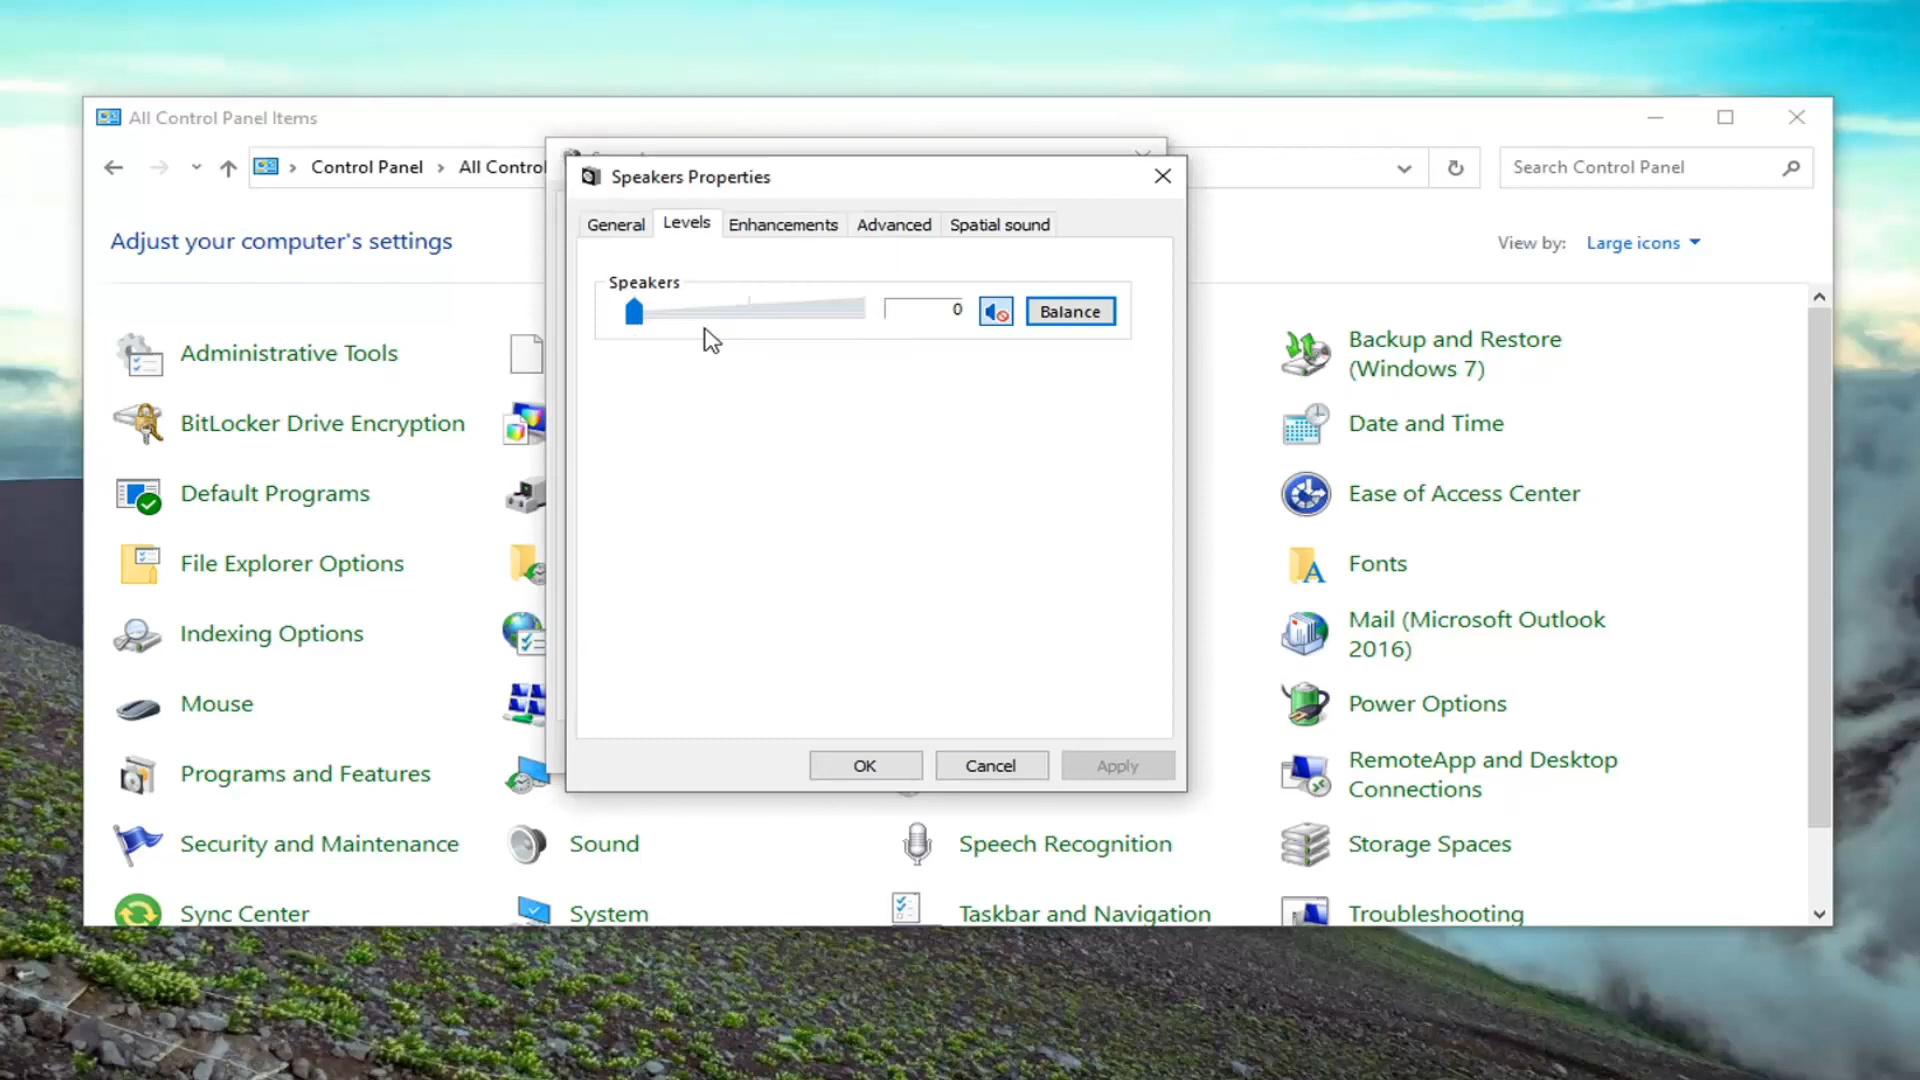 All Control Panel Items
Control Panel
All Contro
Search Control Panel
Speakers Properties
General
Levels
Enhancements
Advanced
Spatial sound
Adjust your computer's settings
View by:
Large icons
Speakers
0
Balance
Administrative Tools
Backup and Restore
(Windows 7)
BitLocker Drive Encryption
Date and Time
Default Programs
Ease of Access Center
File Explorer Options
Fonts
Indexing Options
Mail (Microsoft Outlook
2016)
Mouse
Power Options
OK
Cancel
Apply
Programs and Features
RemoteApp and Desktop
Connections
Security and Maintenance
Sound
Speech Recognition
Storage Spaces
Sync Center
System
Taskbar and Navigation
Troubleshooting